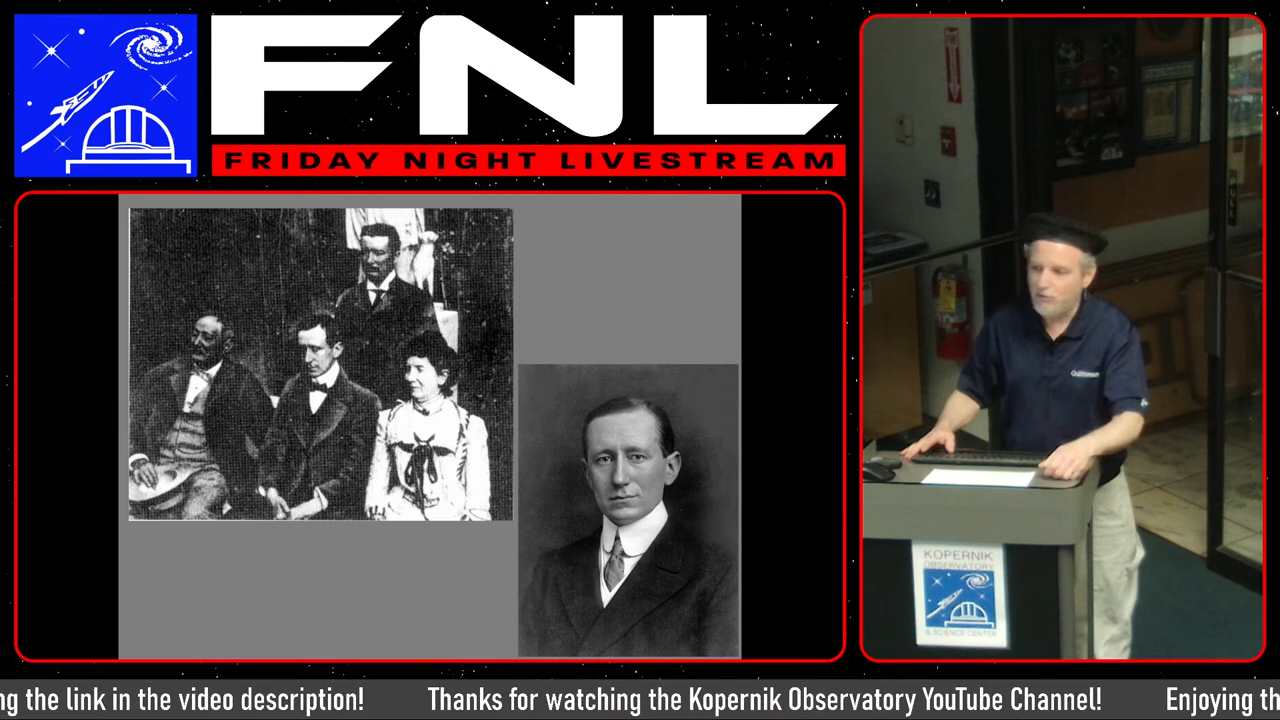 FNL
FRIDAY NIGHT LIVESTREAM
KOPERNIK
OBSERVATORY
& SCIENCE CENTER
ng the link in the video description! Thanks for watching the Kopernik Observatory YouTube Channel! Enjoying th